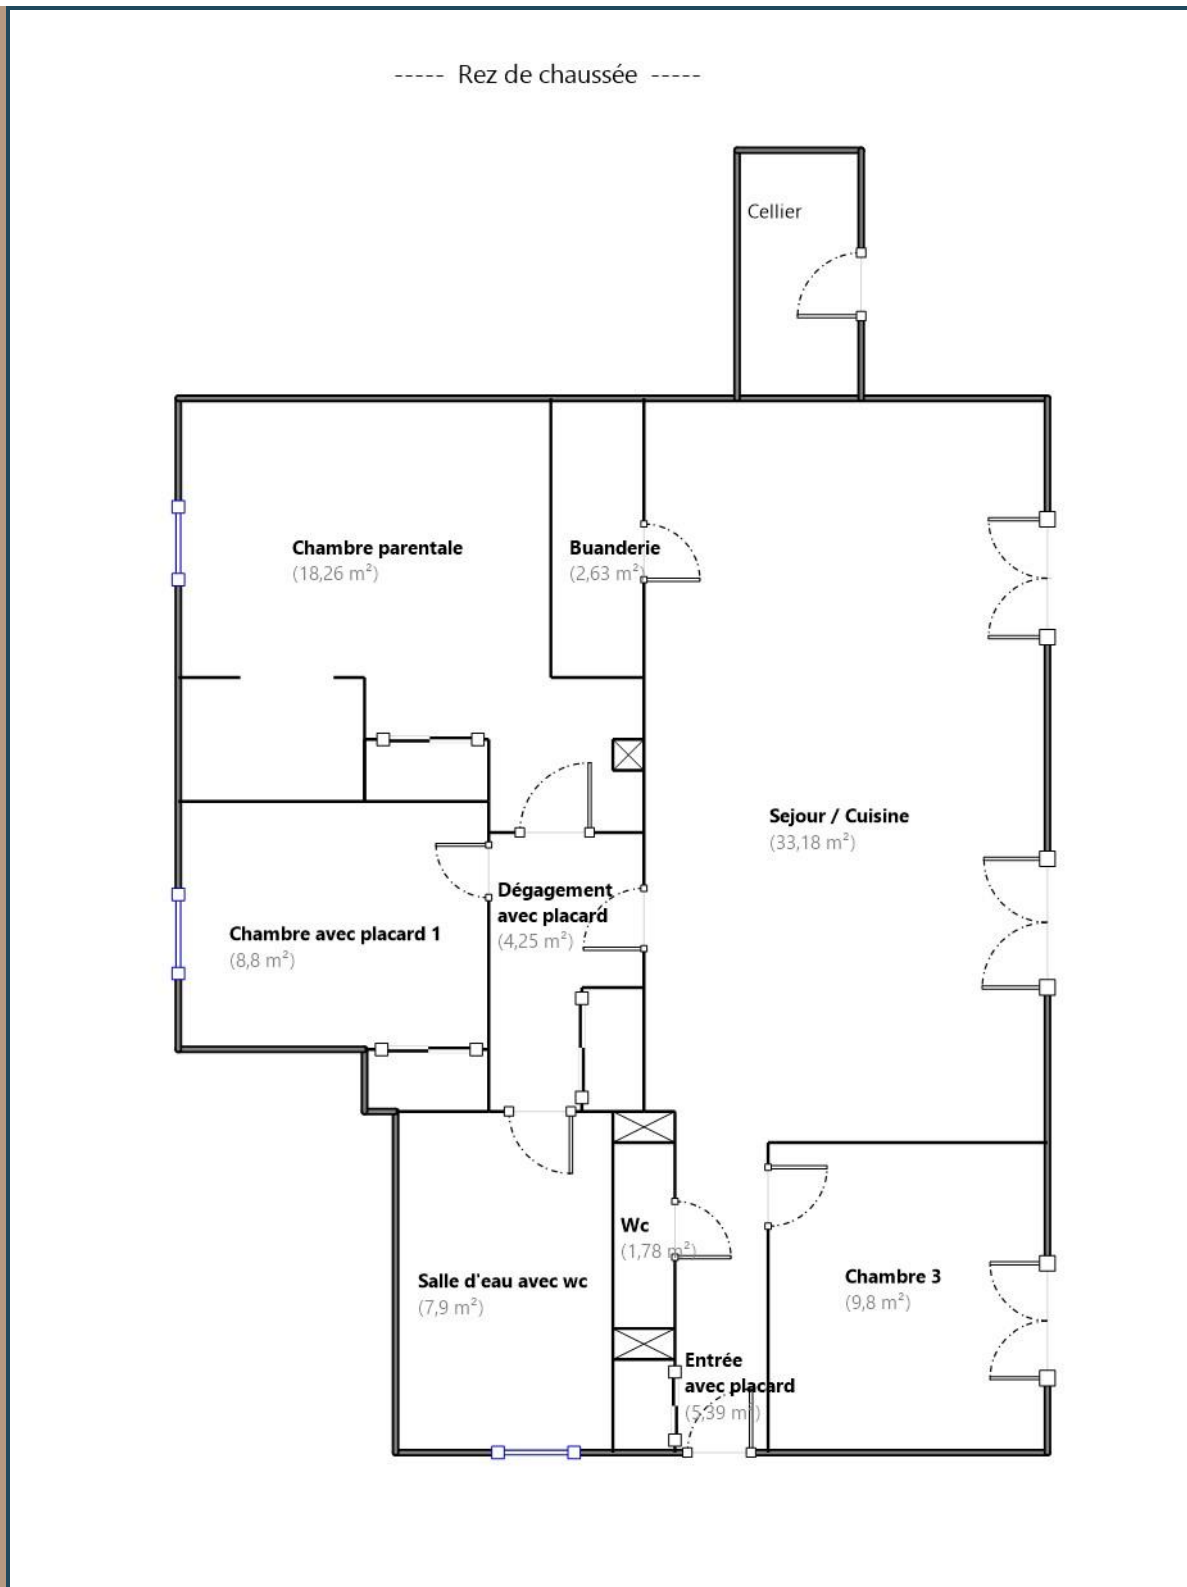 ----- Rez de chaussée -----
Cellier
Chambre parentale
(18,26 m²)
Buanderie
(2,63 m²)
Sejour / Cuisine
(33,18 m²)
Dégagement
avec placard
(4,25 m²)
Chambre avec placard 1
(8,8 m²)
Wc
(1,78 m²)
Salle d'eau avec wc
(7,9 m²)
Chambre 3
(9,8 m²)
Entrée
avec placard
(5,39 m²)